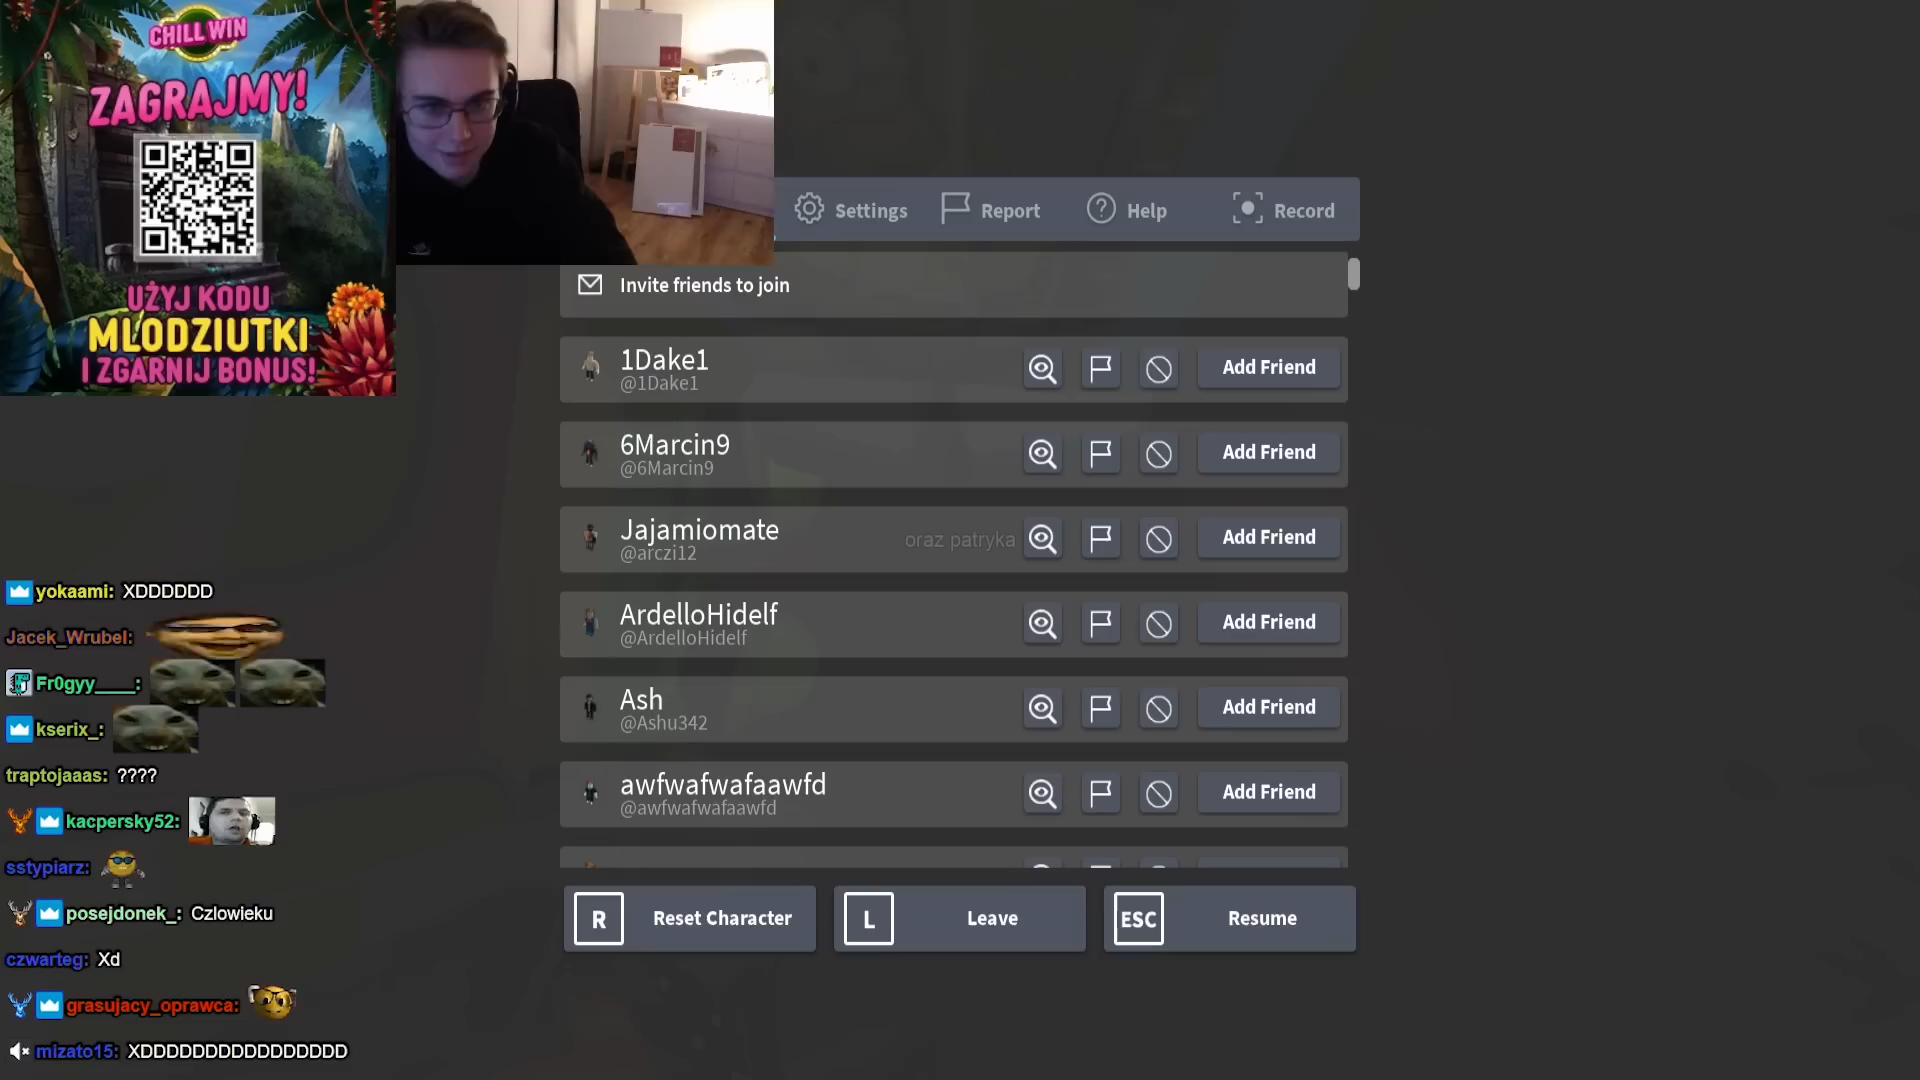 CHILL WIN
ZAGRAJMY!
UŻYJ KODU
MLODZIUTKI
I ZGARNIJ BONUS!
Settings
Report
Help
Record
Invite friends to join
1Dake1
@1Dake1
Add Friend
6Marcin9
@6Marcin9
Add Friend
Jajamiomate
@arczi12
oraz patryka
Add Friend
ArdelloHidelf
@ArdelloHidelf
Add Friend
Ash
@Ashu342
Add Friend
awfwafwafaawfd
@awfwafwafaawfd
Add Friend
R Reset Character
L Leave
ESC Resume
yokaami: XDDDDDD
Jacek_Wrubel:
Fr0gyy____:
kserix_:
traptojaaas: ????
kacpersky52:
sstypiarz:
posejdonek_: Czlowieku
czwarteg: Xd
grasujacy_oprawca:
mizato15: XDDDDDDDDDDDDDDDD